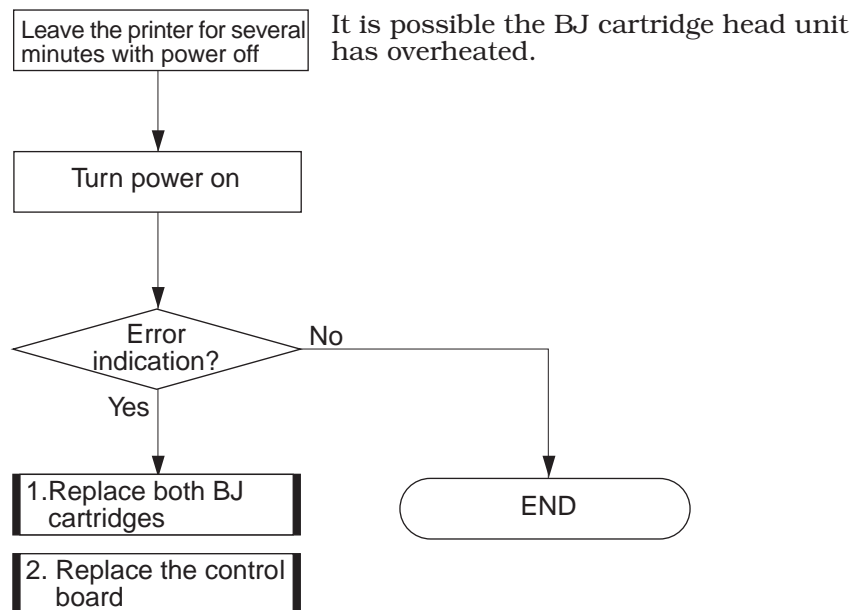 Leave the printer for several
minutes with power off
It is possible the BJ cartridge head unit
has overheated.
Turn power on
Error
indication?
No
Yes
1.Replace both BJ
cartridges
END
2. Replace the control
board